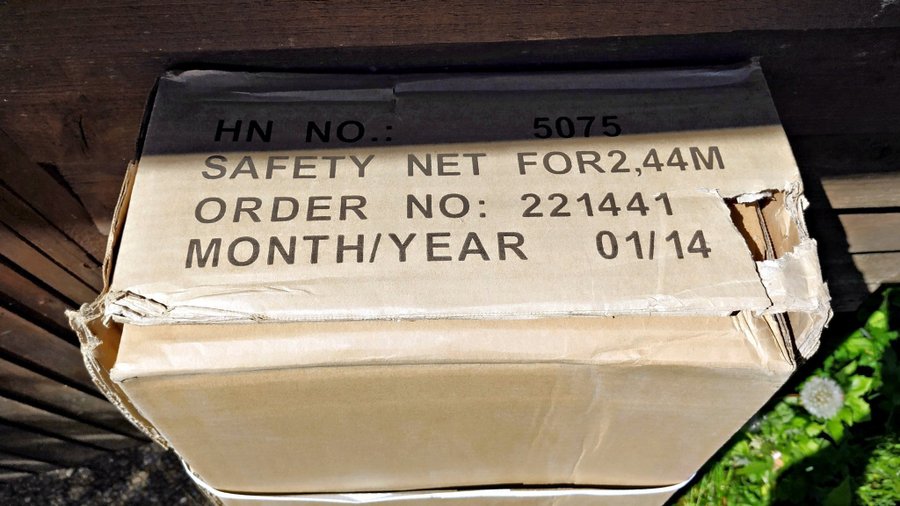 HN NO.: 5075
SAFETY NET FOR2,44M
ORDER NO: 221441
MONTH/YEAR 01/14